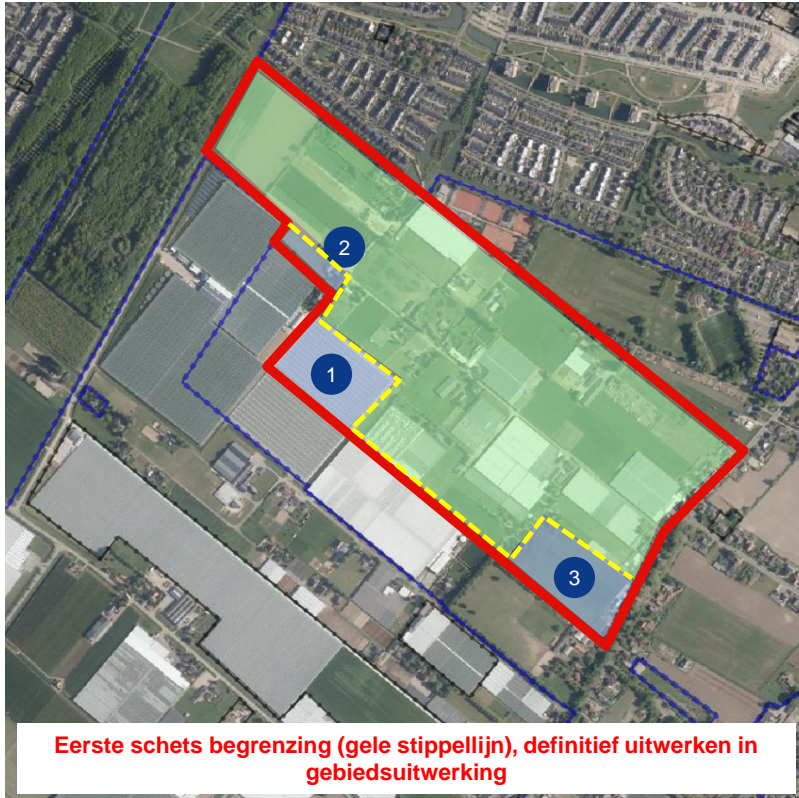 2
1
3
Eerste schets begrenzing (gele stippellijn), definitief uitwerken in
gebiedsuitwerking